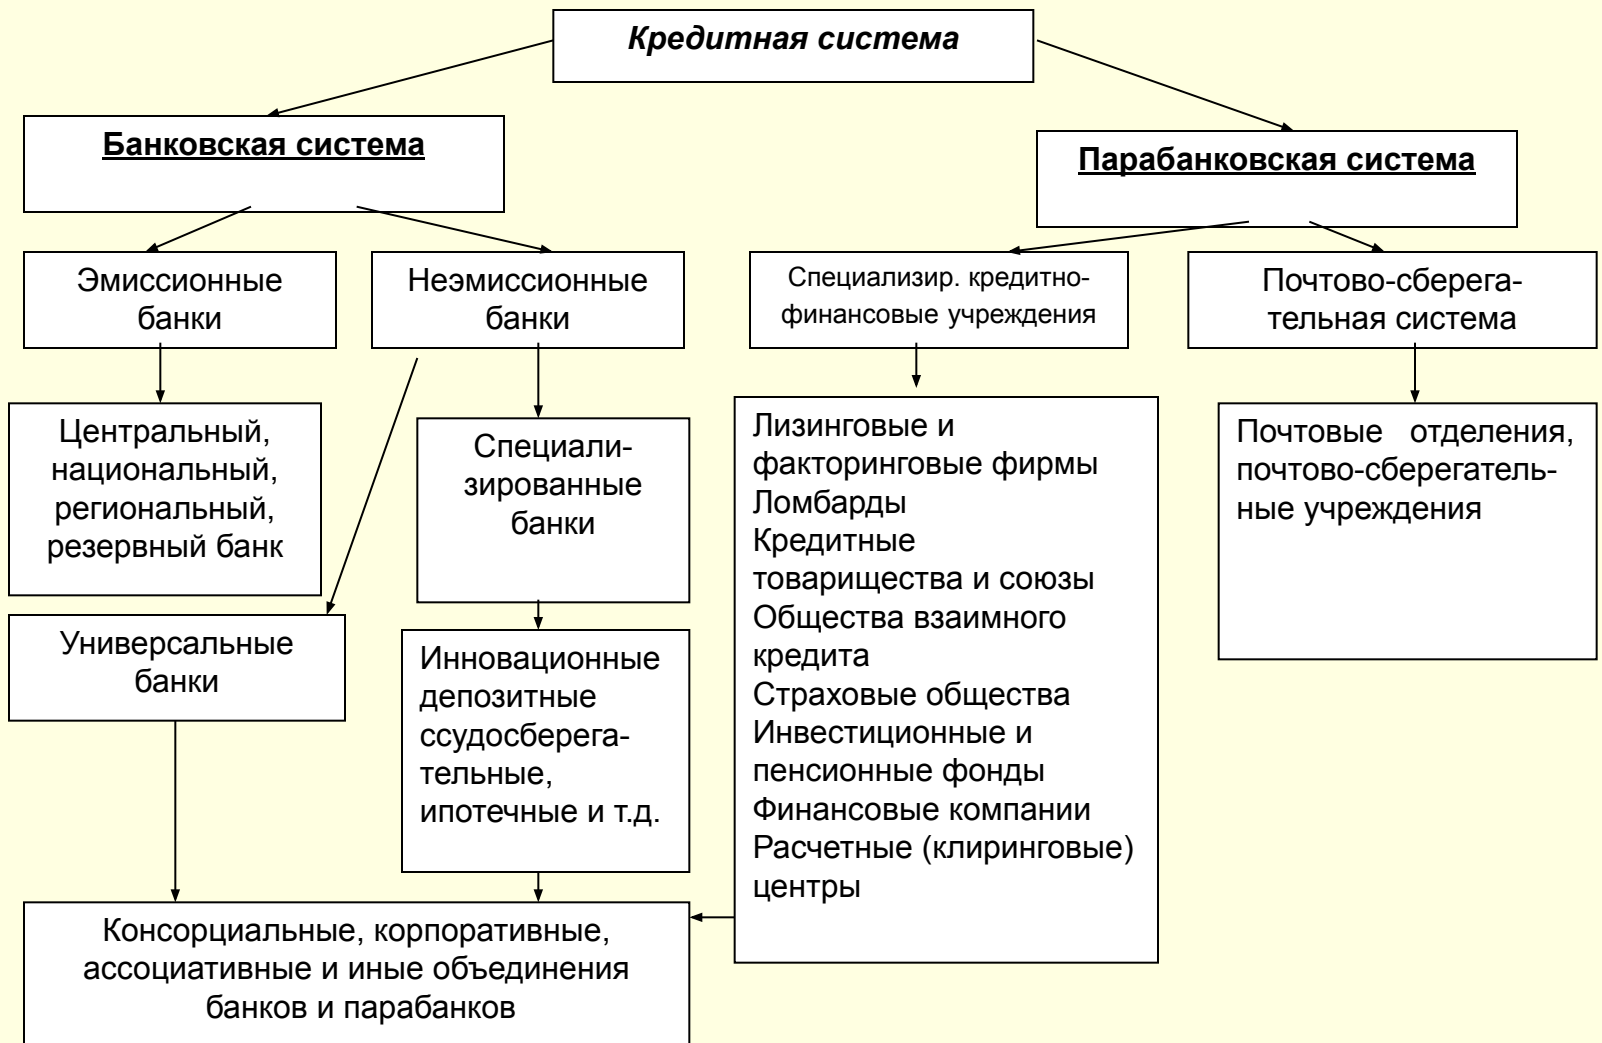 Кредитная система
Банковская система
Парабанковская система
Эмиссионные
банки
Неэмиссионные
банки
Специализир. кредитно-
финансовые учреждения
Почтово-сберега-
тельная система
Центральный,
национальный,
региональный,
резервный банк
Специали-
зированные
банки
Лизинговые и
факторинговые фирмы
Ломбарды
Кредитные
товарищества и союзы
Общества взаимного
кредита
Страховые общества
Инвестиционные и
пенсионные фонды
Финансовые компании
Расчетные (клиринговые)
центры
Почтовые отделения,
почтово-сберегатель-
ные учреждения
Универсальные
банки
Инновационные
депозитные
ссудосберега-
тельные,
ипотечные и т.д.
Консорциальные, корпоративные,
ассоциативные и иные объединения
банков и парабанков